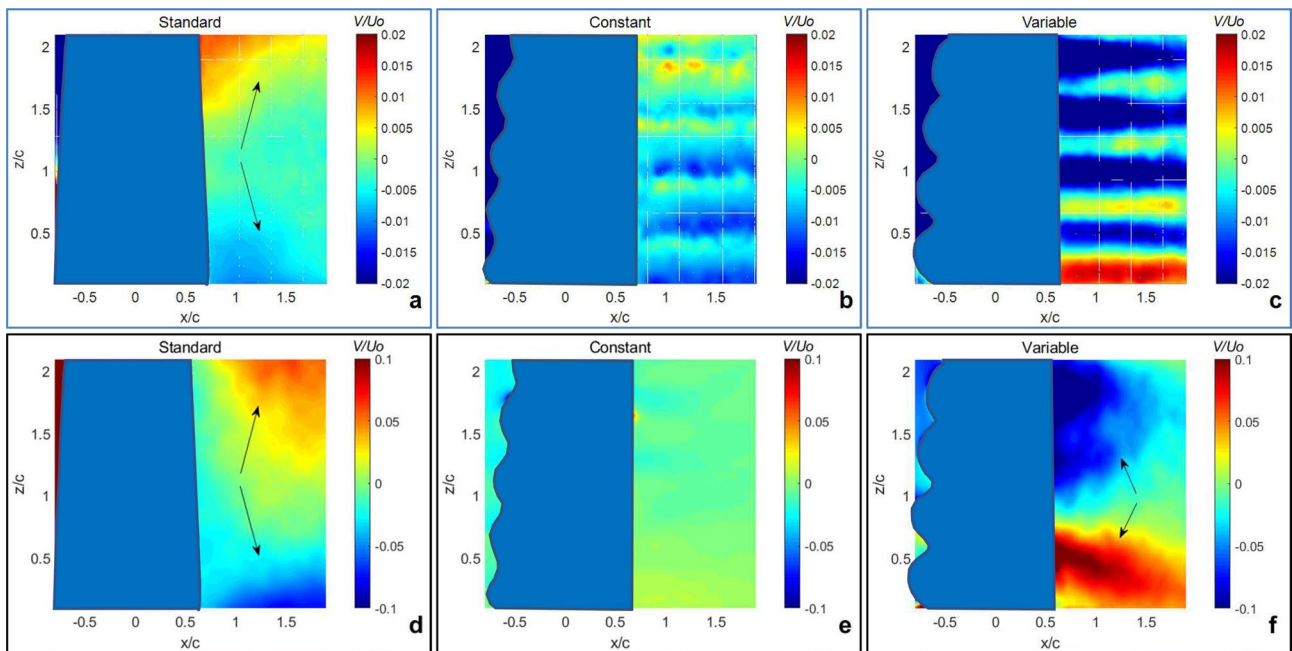 Standard V/Uo Constant V/Uo Variable V/Uo
2 0.02 2 0.02 2 0.02
0.015 0.015 0.015
1.5 0.01 1.5 0.01 1.5 0.01
0.005 0.005 0.005
z/c 1 0 z/c 1 0 z/c 1 0
-0.005 -0.005 -0.005
0.5 -0.01 0.5 -0.01 0.5 -0.01
-0.015 -0.015 -0.015
-0.02 -0.02 -0.02
-0.5 0 0.5 1 1.5 a -0.5 0 0.5 1 1.5 b -0.5 0 0.5 1 1.5 c
x/c x/c x/c
Standard V/Uo Constant V/Uo Variable V/Uo
2 0.1 2 0.1 2 0.1
1.5 0.05 1.5 0.05 1.5 0.05
z/c 1 0 z/c 1 0 z/c 1 0
0.5 -0.05 0.5 -0.05 0.5 -0.05
-0.1 -0.1 -0.1
-0.5 0 0.5 1 1.5 d -0.5 0 0.5 1 1.5 e -0.5 0 0.5 1 1.5 f
x/c x/c x/c